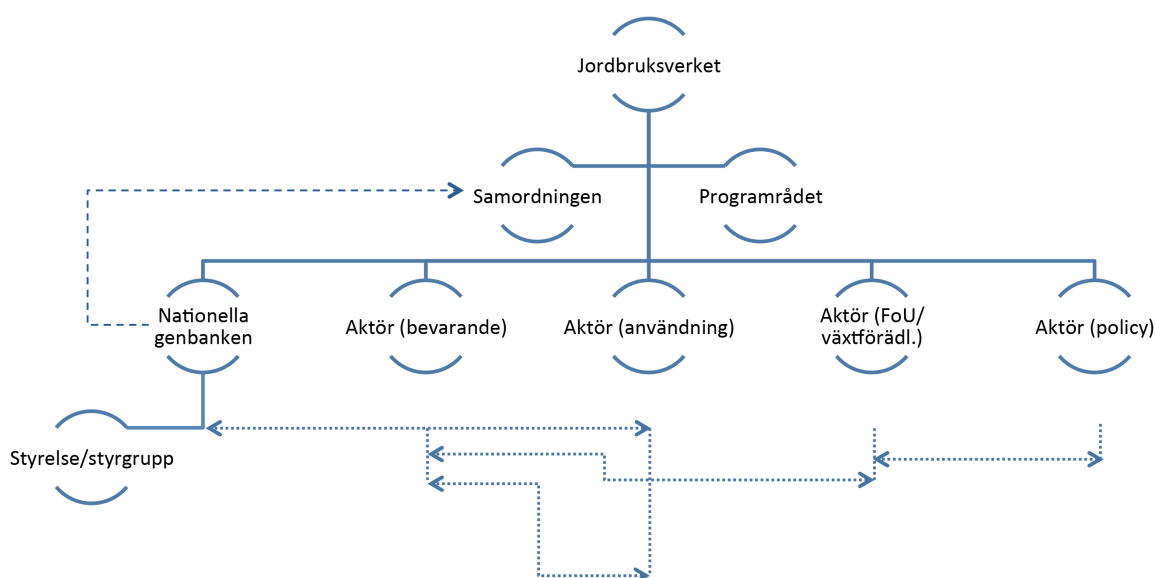 Jordbruksverket
Samordningen
Programrådet
Nationella
genbanken
Aktör (bevarande)
Aktör (användning)
Aktör (FoU/
växtförädl.)
Aktör (policy)
Styrelse/styrgrupp